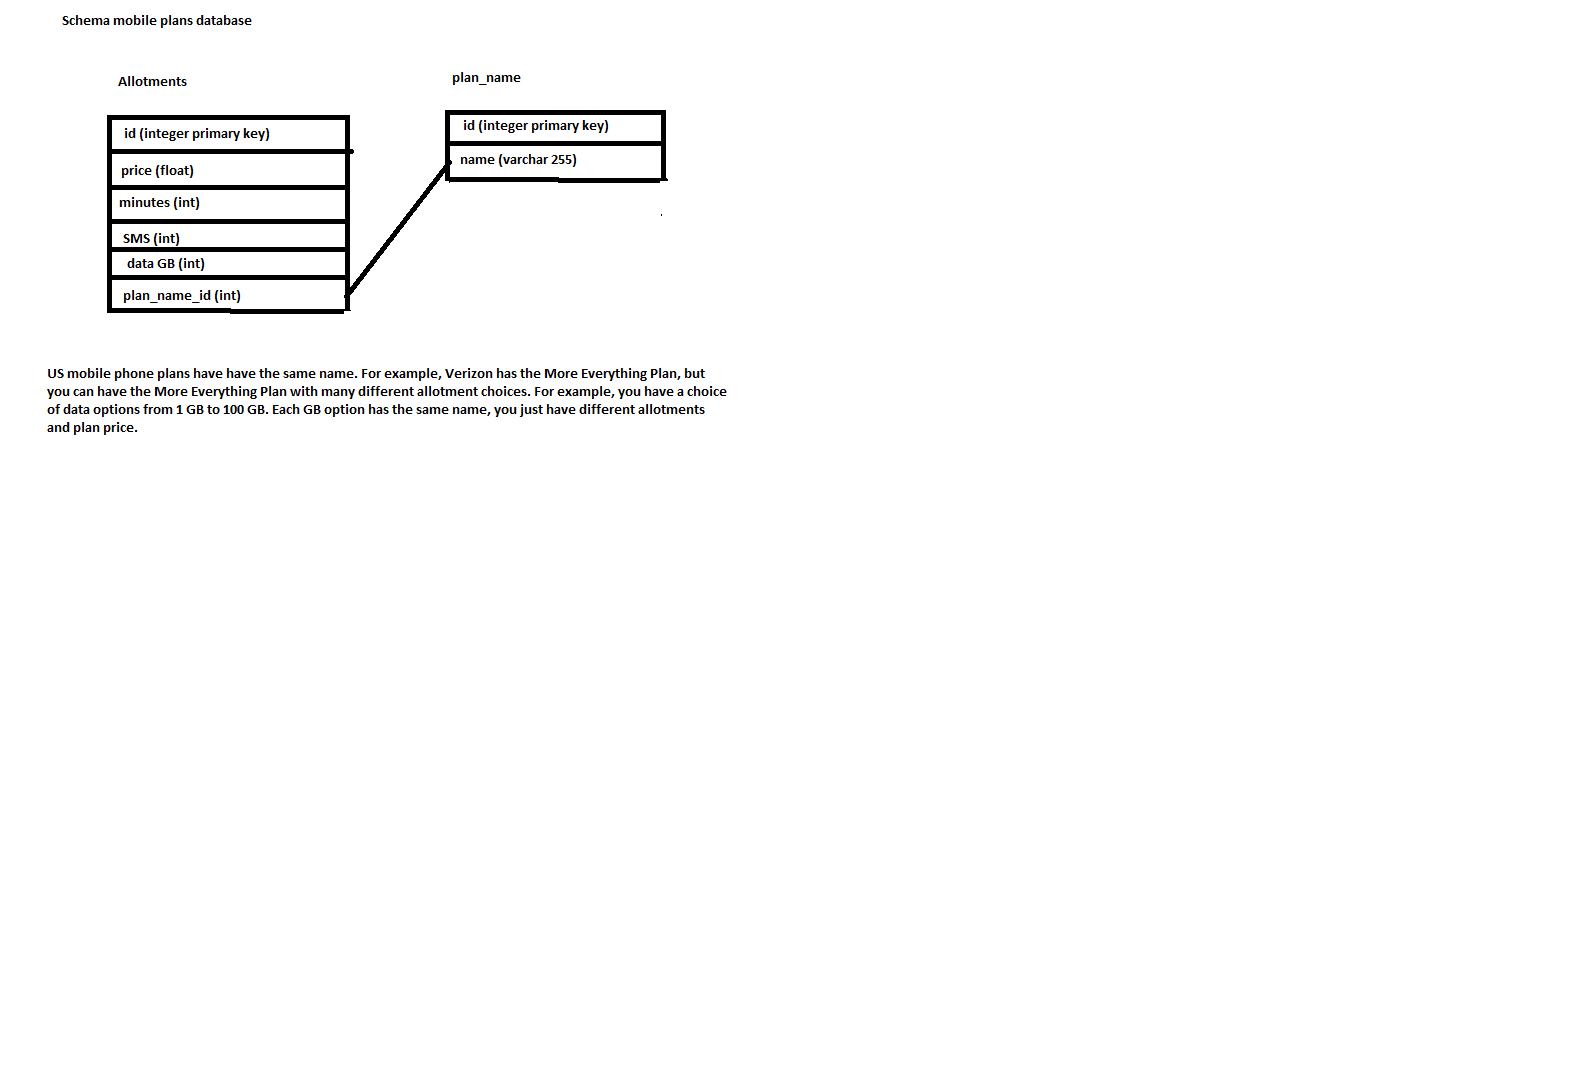 Schema mobile plans database
Allotments
id (integer primary key)
price (float)
minutes (int)
SMS (int)
data GB (int)
plan_name_id (int)
plan_name
id (integer primary key)
name (varchar 255)
US mobile phone plans have have the same name. For example, Verizon has the More Everything Plan, but
you can have the More Everything Plan with many different allotment choices. For example, you have a choice
of data options from 1 GB to 100 GB. Each GB option has the same name, you just have different allotments
and plan price.